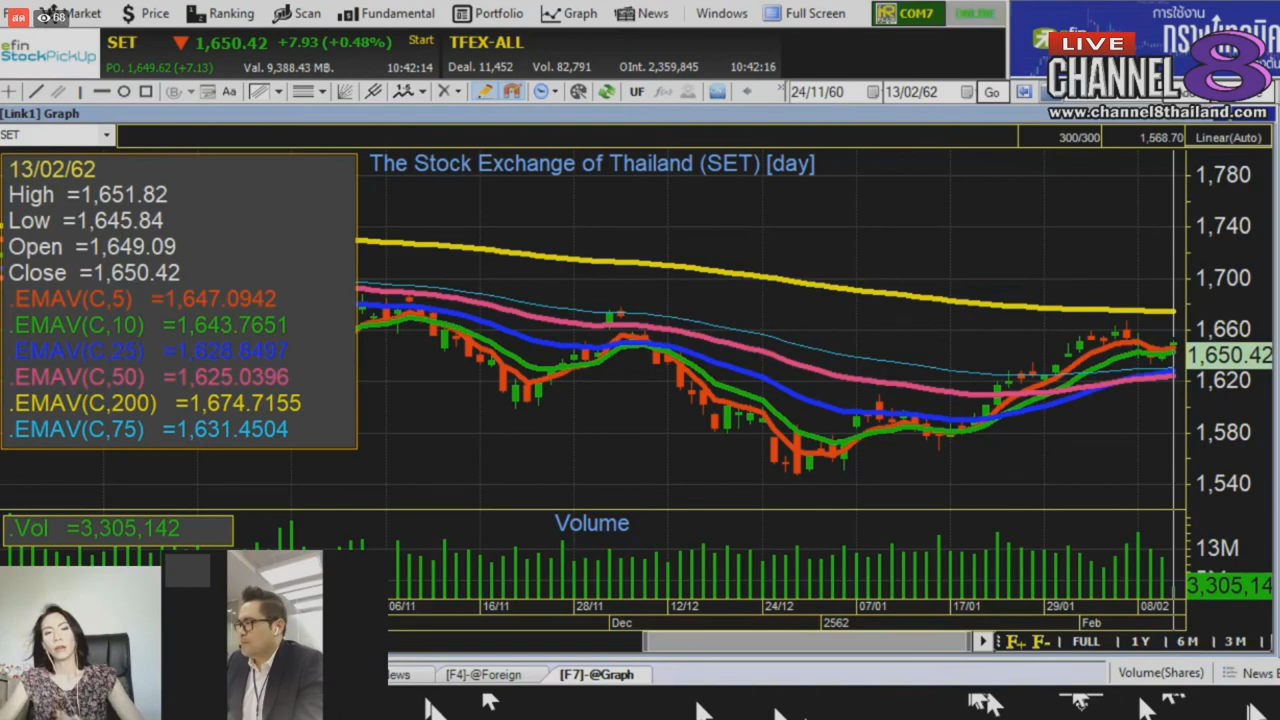 สด 68
Market $ Price Ranking Scan Fundamental Portfolio Graph News Windows Full Screen COM7 ONLINE
การใช้งาน
efin StockPickUp
SET 1,650.42 +7.93 (+0.48%) Start TFEX-ALL
PO. 1,649.62 (+7.13) Val. 9,388.43 MB. 10:42:14 Deal. 11,452 Vol. 82,791 OInt. 2,359,845 10:42:16
LIVE
CHANNEL 8
www.channel8thailand.com
Aa UF 24/11/60 13/02/62 Go
[Link1] Graph
SET
300/300 1,568.70 Linear(Auto)
The Stock Exchange of Thailand (SET) [day]
13/02/62
High =1,651.82
Low =1,645.84
Open =1,649.09
Close =1,650.42
.EMAV(C,5) =1,647.0942
.EMAV(C,10) =1,643.7651
.EMAV(C,25) =1,628.8497
.EMAV(C,50) =1,625.0396
.EMAV(C,200) =1,674.7155
.EMAV(C,75) =1,631.4504
1,780
1,740
1,700
1,660
1,650.42
1,620
1,580
1,540
.Vol =3,305,142
Volume
13M
3,305,14
06/11 16/11 28/11 12/12 24/12 07/01 17/01 29/01 08/02
Dec 2562 Feb
F+ F- FULL 1Y 6M 3M
ews [F4]-@Foreign [F7]-@Graph Volume(Shares) News E